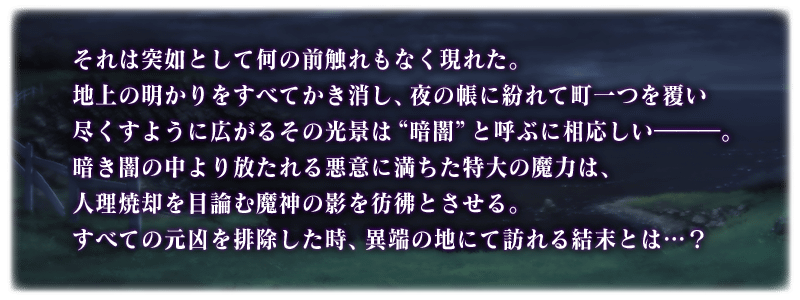 それは突如として何の前触れもなく現れた。
地上の明かりをすべてかき消し、夜の帳に紛れて町一つを覆い
尽くすように広がるその光景は“暗闇”と呼ぶに相応しい―――。
暗き闇の中より放たれる悪意に満ちた特大の魔力は、
人理焼却を目論む魔神の影を彷彿とさせる。
すべての元凶を排除した時、異端の地にて訪れる結末とは…？